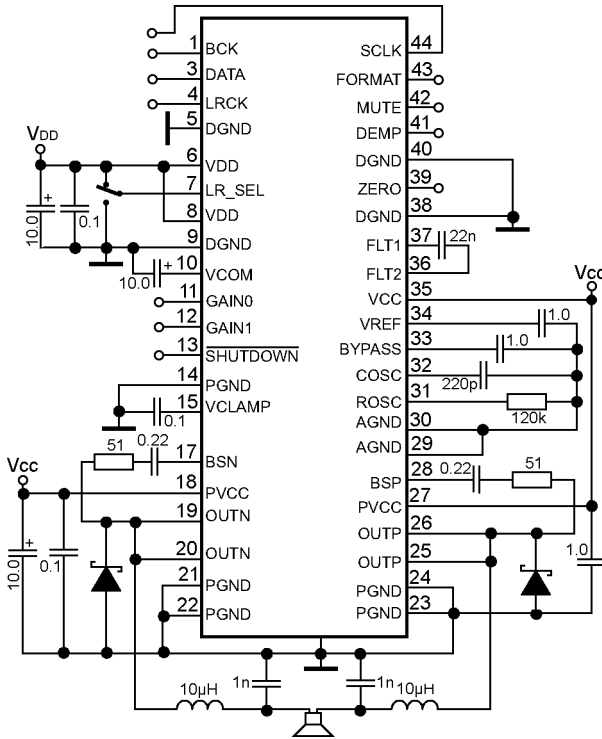 1 BCK
3 DATA
4 LRCK
5 DGND
VDD
6 VDD
7 LR_SEL
8 VDD
9 DGND
10.0 +
0.1
10 VCOM
10.0 +
11 GAIN0
12 GAIN1
13 SHUTDOWN
14 PGND
15 VCLAMP
0.1
51
0.22
17 BSN
Vcc
18 PVCC
19 OUTN
20 OUTN
21 PGND
22 PGND
10.0 +
0.1
SCLK 44
FORMAT 43
MUTE 42
DEMP 41
DGND 40
ZERO 39
DGND 38
FLT1 37
22n
FLT2 36
Vcc
VCC 35
VREF 34
1.0
BYPASS 33
1.0
COSC 32
220p
ROSC 31
120k
AGND 30
AGND 29
BSP 28
0.22
51
PVCC 27
OUTP 26
OUTP 25
1.0
PGND 24
PGND 23
10µH
1n
1n
10µH